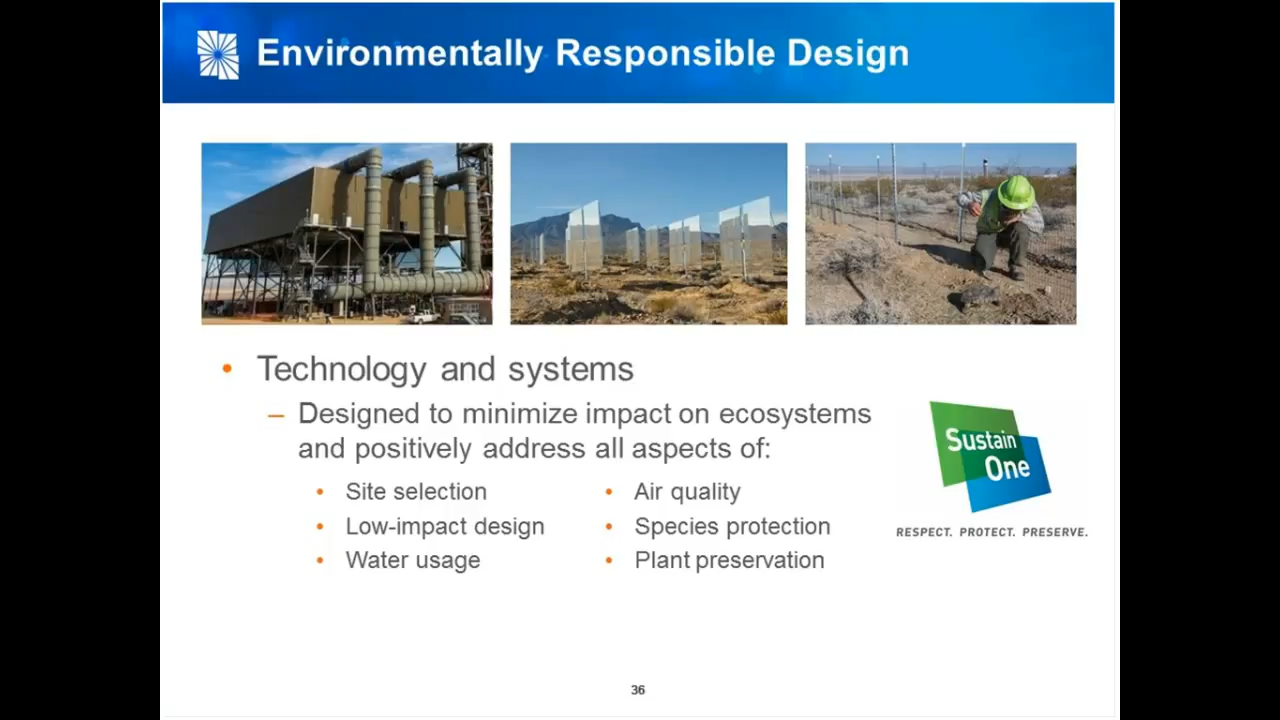 Environmentally Responsible Design
• Technology and systems
– Designed to minimize impact on ecosystems
and positively address all aspects of:
• Site selection
• Low-impact design
• Water usage
• Air quality
• Species protection
• Plant preservation
Sustain
One
RESPECT. PROTECT. PRESERVE.
36